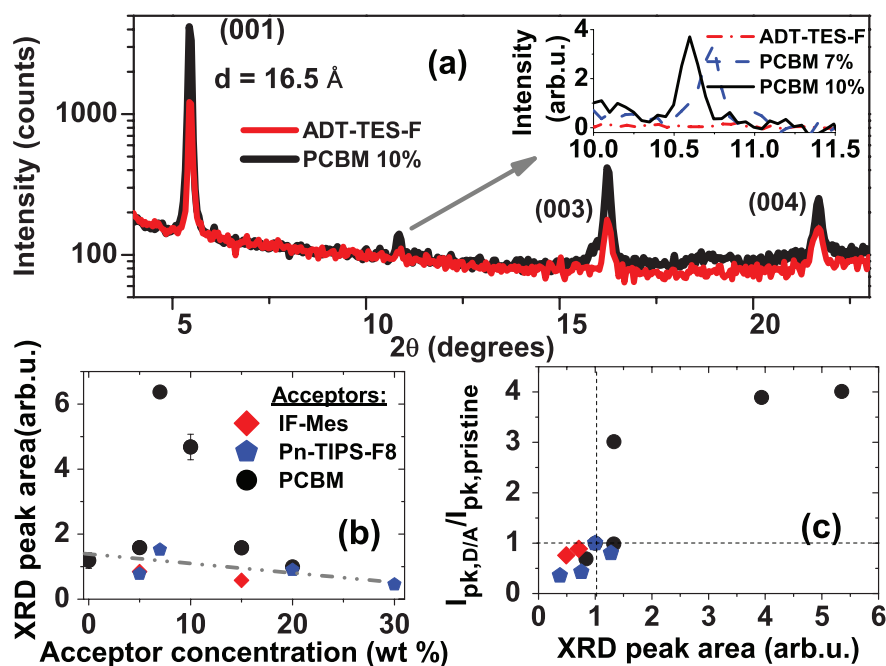 (001)
(a)
d = 16.5 Å
ADT-TES-F
PCBM 10%
Intensity (counts)
1000
100
5
10
15
20
2θ (degrees)
(003)
(004)
Intensity
(arb.u.)
4
2
0
10.0
10.5
11.0
11.5
ADT-TES-F
PCBM 7%
PCBM 10%
XRD peak area(arb.u.)
6
4
2
0
0
10
20
30
Acceptor concentration (wt %)
Acceptors:
IF-Mes
Pn-TIPS-F8
PCBM
(b)
I pk,D/A/I pk,pristine
4
3
2
1
0
0
1
2
3
4
5
6
XRD peak area (arb.u.)
(c)